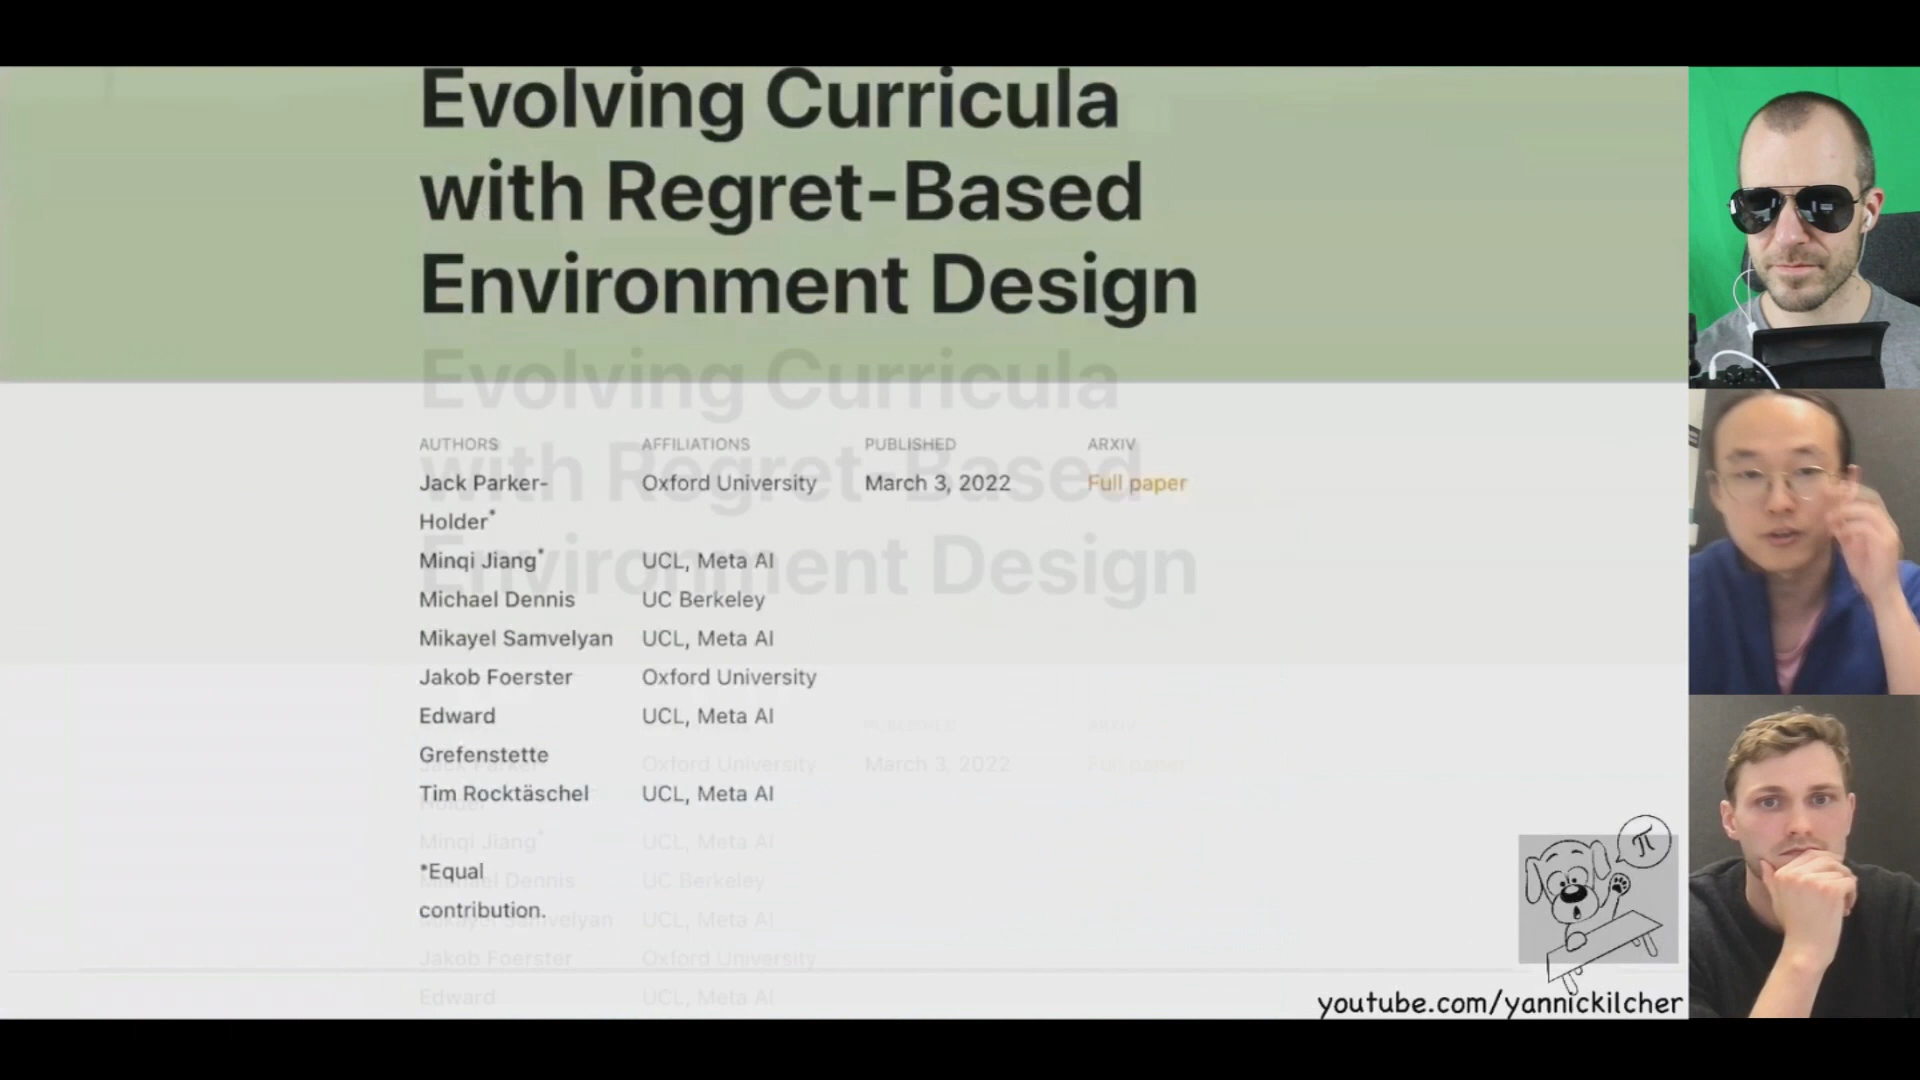 Evolving Curricula
with Regret-Based
Environment Design
AUTHORS AFFILIATIONS PUBLISHED ARXIV
Jack Parker- Oxford University March 3, 2022 Full paper
Holder*
Minqi Jiang* UCL, Meta AI
Michael Dennis UC Berkeley
Mikayel Samvelyan UCL, Meta AI
Jakob Foerster Oxford University
Edward UCL, Meta AI
Grefenstette
Tim Rocktäschel UCL, Meta AI
*Equal
contribution.
π
youtube.com/yannickilcher